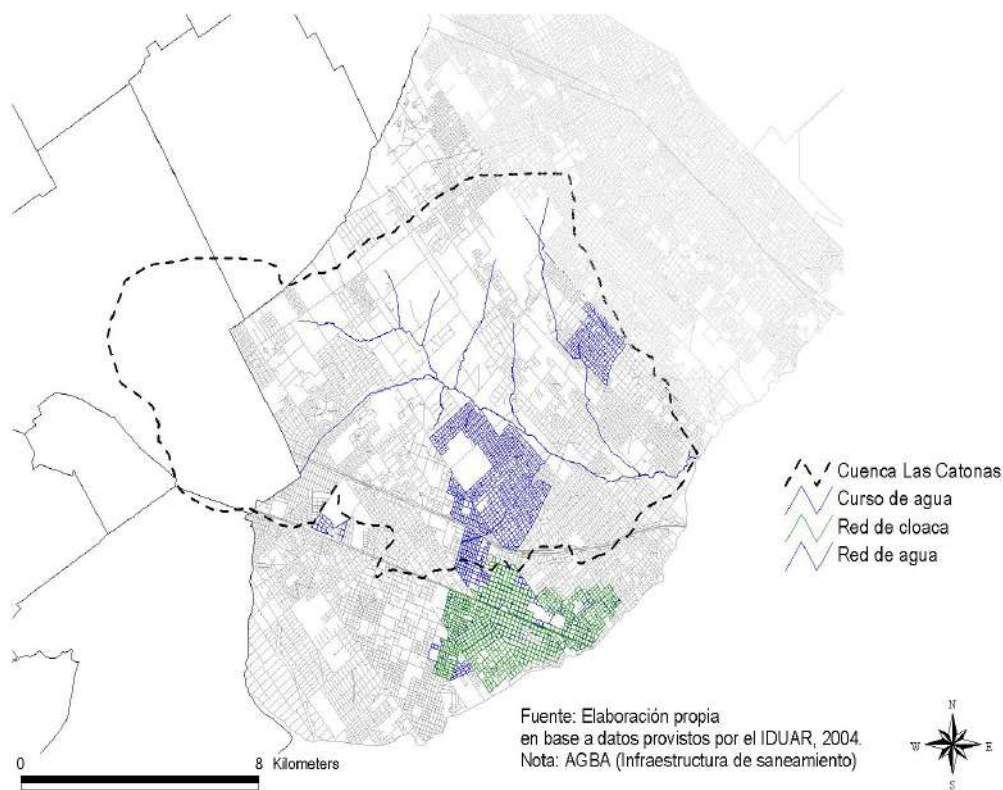 Cuenca Las Catonas
Curso de agua
Red de cloaca
Red de agua
Fuente: Elaboración propia
en base a datos provistos por el IDUAR, 2004.
Nota: AGBA (Infraestructura de saneamiento)
0 8 Kilometers
N
W E
S